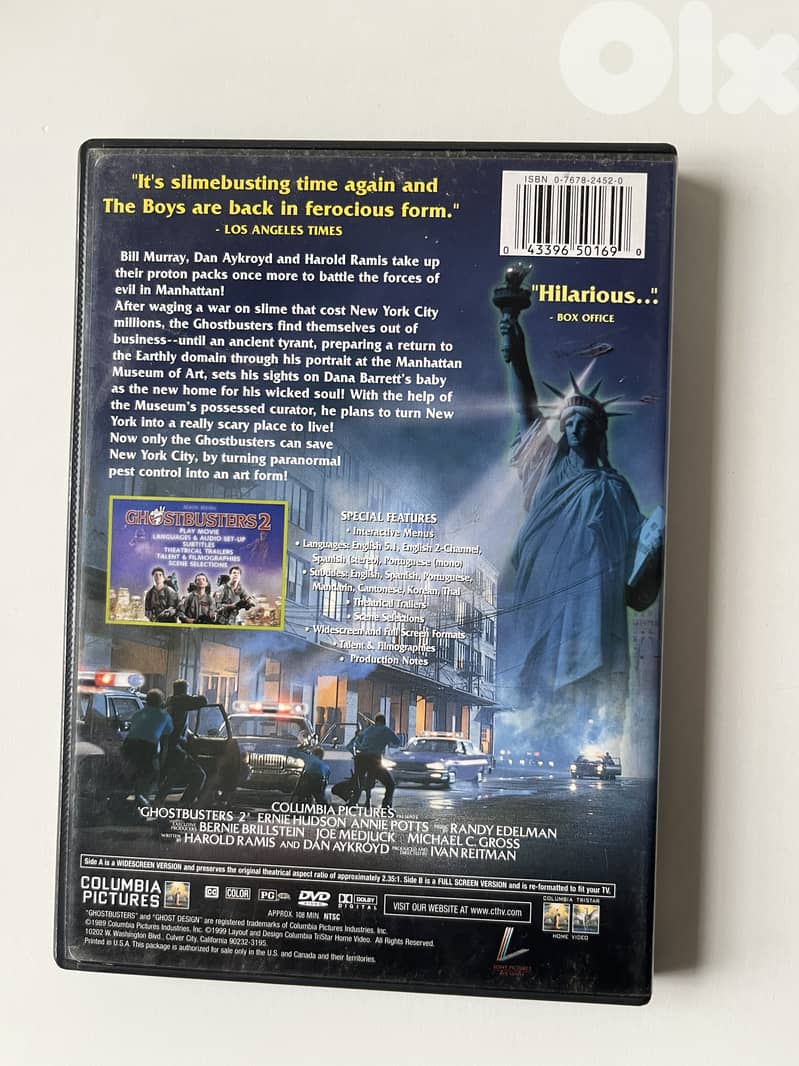 Olx
"It's slimebusting time again and
The Boys are back in ferocious form."
- LOS ANGELES TIMES
ISBN 0-7678-2452-0
0 43396 50169 0
Bill Murray, Dan Aykroyd and Harold Ramis take up
their proton packs once more to battle the forces of
evil in Manhattan!
After waging a war on slime that cost New York City
millions, the Ghostbusters find themselves out of
business--until an ancient tyrant, preparing a return to
the Earthly domain through his portrait at the Manhattan
Museum of Art, sets his sights on Dana Barrett's baby
as the new home for his wicked soul! With the help of
the Museum's possessed curator, he plans to turn New
York into a really scary place to live!
Now only the Ghostbusters can save
New York City, by turning paranormal
pest control into an art form!
"Hilarious..."
- BOX OFFICE
GHOSTBUSTERS 2
PLAY MOVIE
LANGUAGES & AUDIO SET-UP
SUBTITLES
THEATRICAL TRAILERS
TALENT & FILMOGRAPHIES
SCENE SELECTIONS
SPECIAL FEATURES
• Interactive Menus
• Languages: English 5.1, English 2-Channel,
Spanish (stereo), Portuguese (mono)
• Subtitles: English, Spanish, Portuguese,
Mandarin, Cantonese, Korean, Thai
• Theatrical Trailers
• Scene Selections
• Widescreen and Full Screen Formats
• Talent & Filmographies
• Production Notes
COLUMBIA PICTURES PRESENTS
"GHOSTBUSTERS 2" ERNIE HUDSON ANNIE POTTS MUSIC BY RANDY EDELMAN
EXECUTIVE PRODUCERS BERNIE BRILLSTEIN JOE MEDJUCK MICHAEL C. GROSS
WRITTEN BY HAROLD RAMIS AND DAN AYKROYD PRODUCED AND DIRECTED BY IVAN REITMAN
Side A is a WIDESCREEN VERSION and preserves the original theatrical aspect ratio of approximately 2.35:1. Side B is a FULL SCREEN VERSION and is re-formatted to fit your TV.
COLUMBIA
PICTURES
CC COLOR PG DVD DOLBY
DIGITAL
VISIT OUR WEBSITE AT www.cthv.com
COLUMBIA TRISTAR
HOME VIDEO
APPROX. 108 MIN NTSC
"GHOSTBUSTERS" and "GHOST DESIGN" are registered trademarks of Columbia Pictures Industries, Inc.
©1989 Columbia Pictures Industries, Inc. ©1999 Layout and Design Columbia TriStar Home Video. All Rights Reserved.
10202 W. Washington Blvd., Culver City, California 90232-3195.
Printed in U.S.A. This package is authorized for sale only in the U.S. and Canada and their territories.
SONY PICTURES